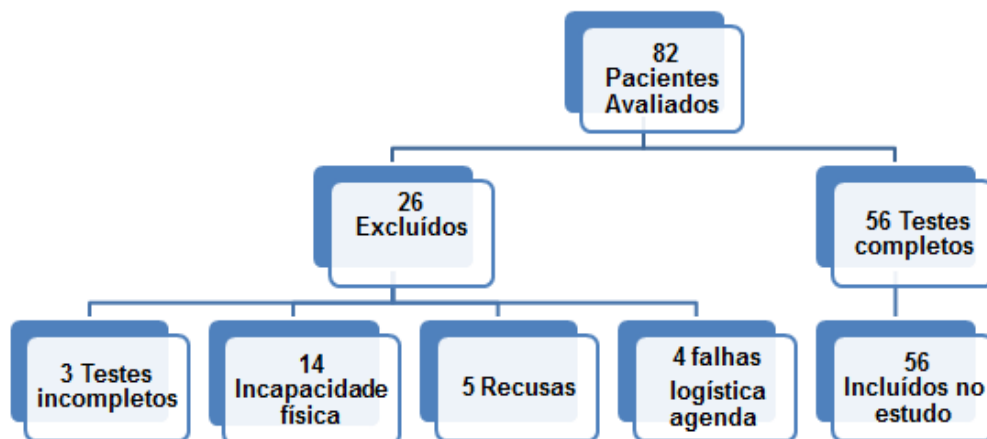 82
Pacientes
Avaliados
26
Excluídos
56 Testes
completos
3 Testes
incompletos
14
Incapacidade
física
5 Recusas
4 falhas
logística
agenda
56
Incluídos no
estudo